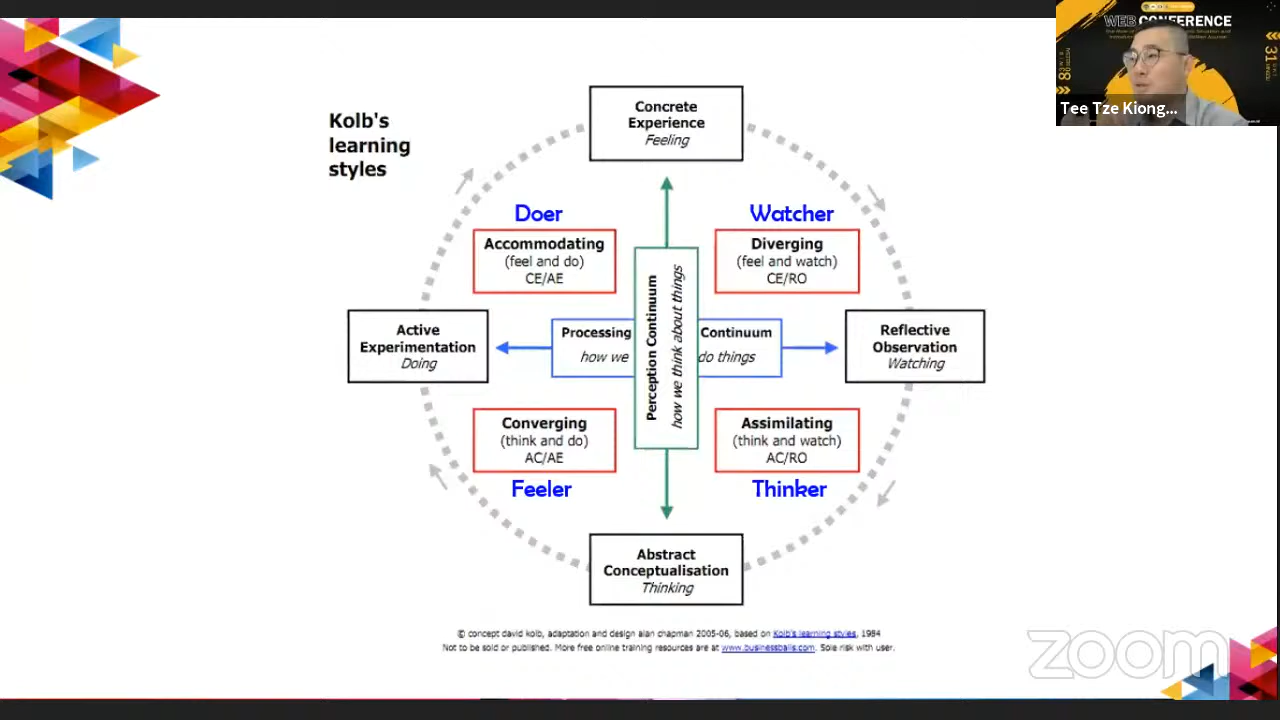 Kolb's
learning
styles
Concrete
Experience
Feeling
Doer
Watcher
Accommodating
(feel and do)
CE/AE
Diverging
(feel and watch)
CE/RO
Active
Experimentation
Doing
Processing
how we
Perception Continuum
how we think about things
Continuum
do things
Reflective
Observation
Watching
Converging
(think and do)
AC/AE
Assimilating
(think and watch)
AC/RO
Feeler
Thinker
Abstract
Conceptualisation
Thinking
© concept david kolb, adaptation and design alan chapman 2005-06, based on Kolb's learning styles, 1984
Not to be sold or published. More free online training resources are at www.businessballs.com. Sole risk with user.
WEB CONFERENCE
Tee Tze Kiong...
zoom